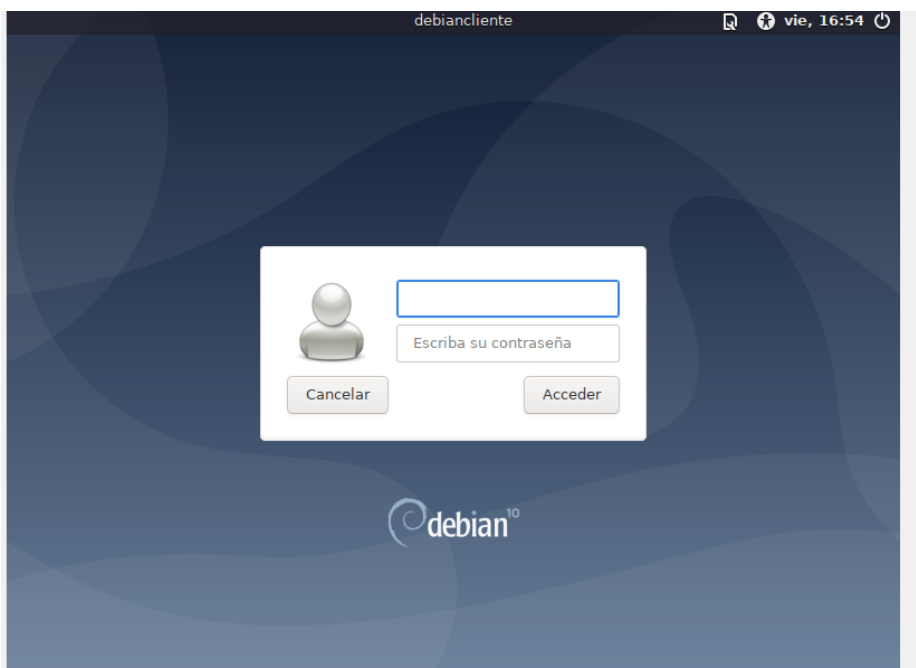 debiancliente
vie, 16:54
Escriba su contraseña
Cancelar
Acceder
debian 10